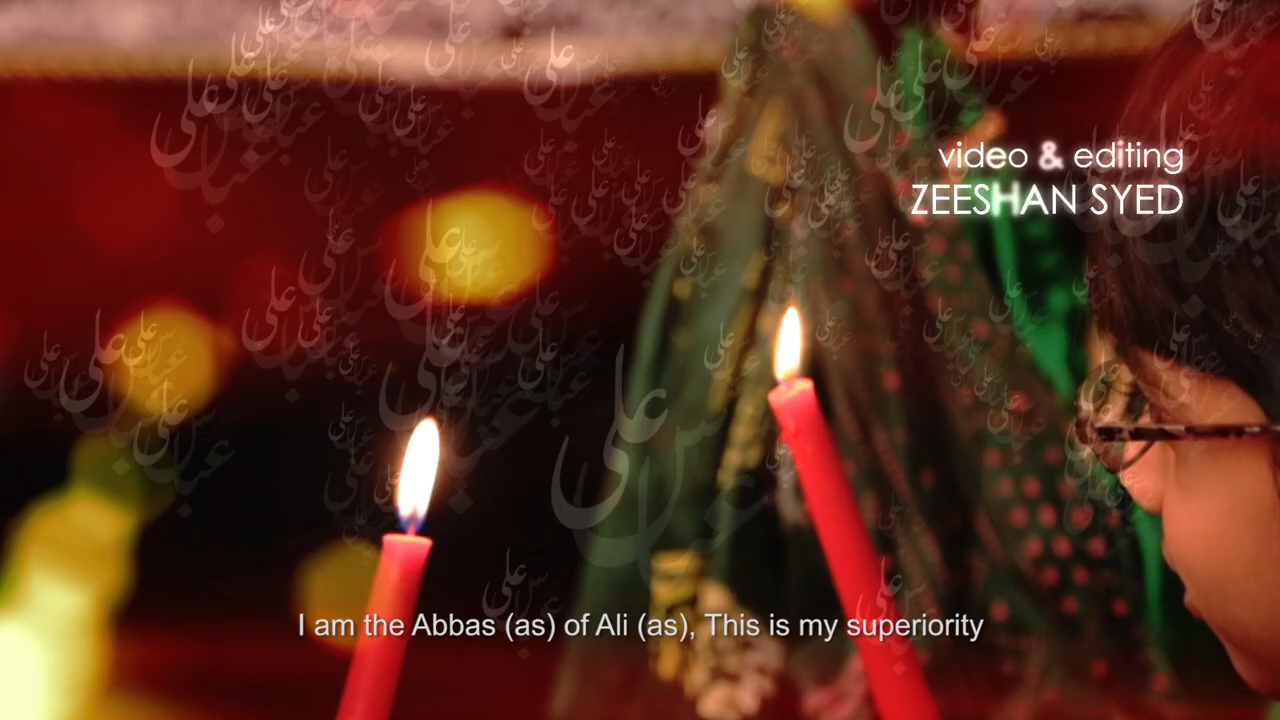 video & editing
ZEESHAN SYED
علی
عباس
I am the Abbas (as) of Ali (as), This is my superiority